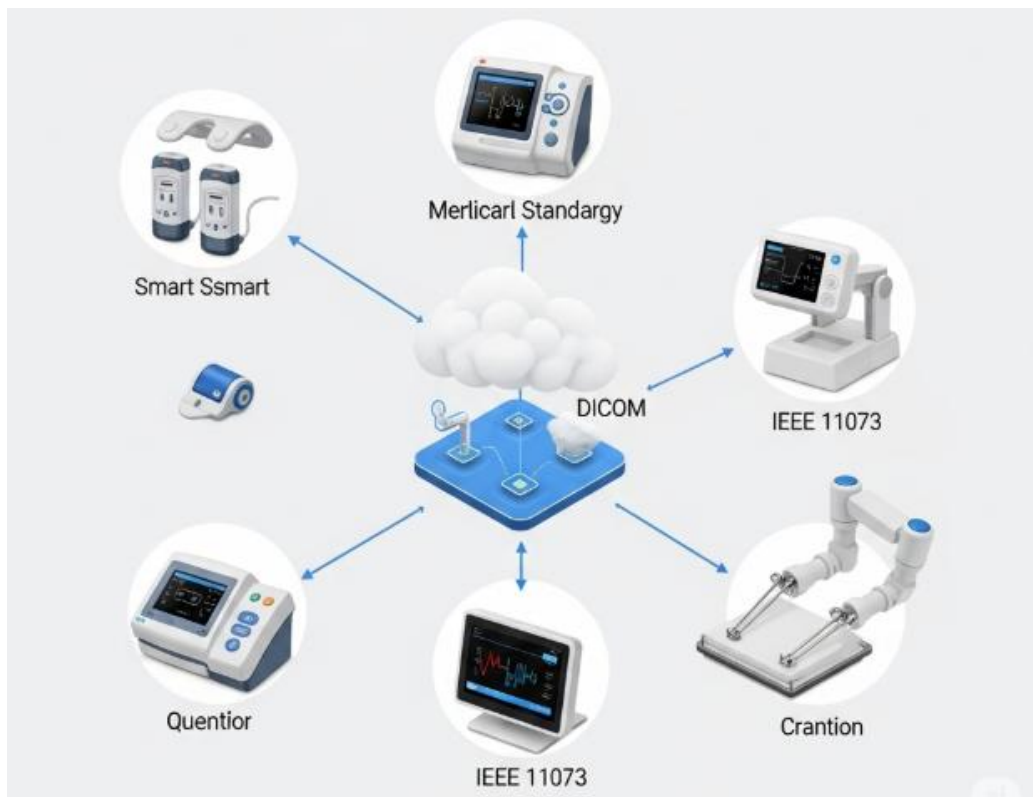 Merlicarl Standargy
Smart Ssmart
DICOM
IEEE 11073
Quentior
Crantion
IEEE 11073